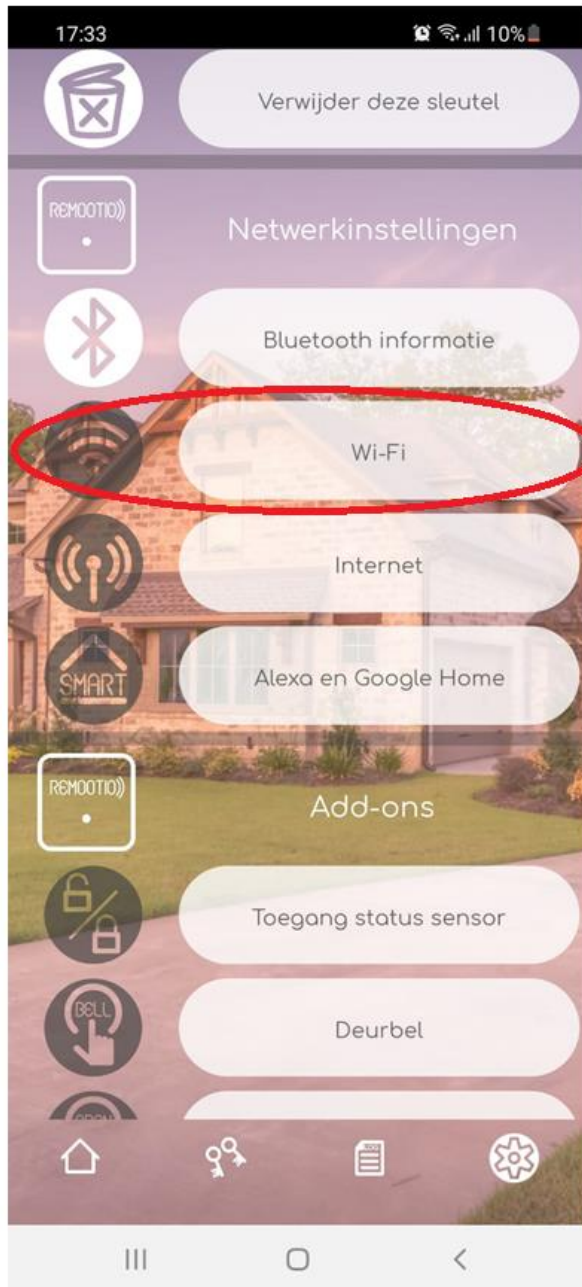 17:33
10%
Verwijder deze sleutel
REMOOTIO))
Netwerkinstellingen
Bluetooth informatie
Wi-Fi
Internet
SMART
Alexa en Google Home
REMOOTIO))
Add-ons
Toegang status sensor
BELL
Deurbel